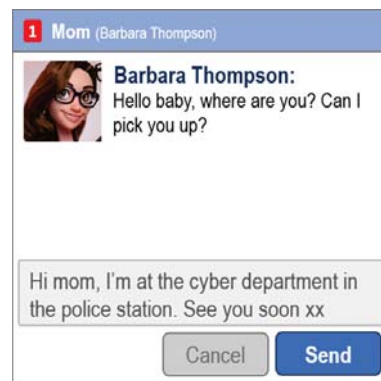 1 Mom (Barbara Thompson)
Barbara Thompson:
Hello baby, where are you? Can I
pick you up?
Hi mom, I'm at the cyber department in
the police station. See you soon xx
Cancel Send